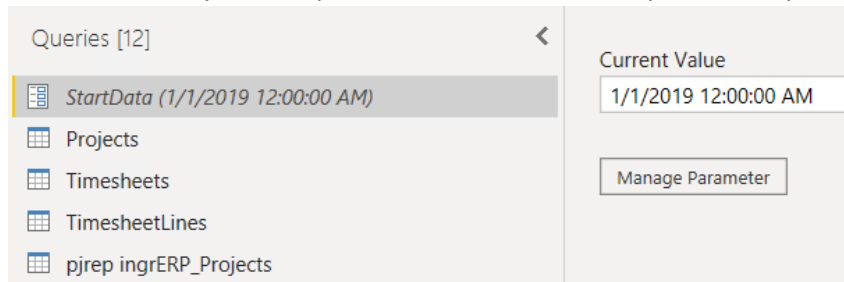 Queries [12]
StartData (1/1/2019 12:00:00 AM)
Projects
Timesheets
TimesheetLines
pjrep ingrERP_Projects
Current Value
1/1/2019 12:00:00 AM
Manage Parameter